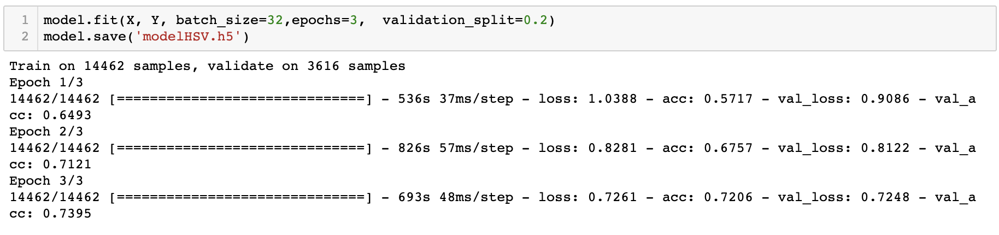 1 model.fit(X, Y, batch_size=32,epochs=3,  validation_split=0.2)
2 model.save('modelHSV.h5')
Train on 14462 samples, validate on 3616 samples
Epoch 1/3
14462/14462 [==============================] - 536s 37ms/step - loss: 1.0388 - acc: 0.5717 - val_loss: 0.9086 - val_a
cc: 0.6493
Epoch 2/3
14462/14462 [==============================] - 826s 57ms/step - loss: 0.8281 - acc: 0.6757 - val_loss: 0.8122 - val_a
cc: 0.7121
Epoch 3/3
14462/14462 [==============================] - 693s 48ms/step - loss: 0.7261 - acc: 0.7206 - val_loss: 0.7248 - val_a
cc: 0.7395